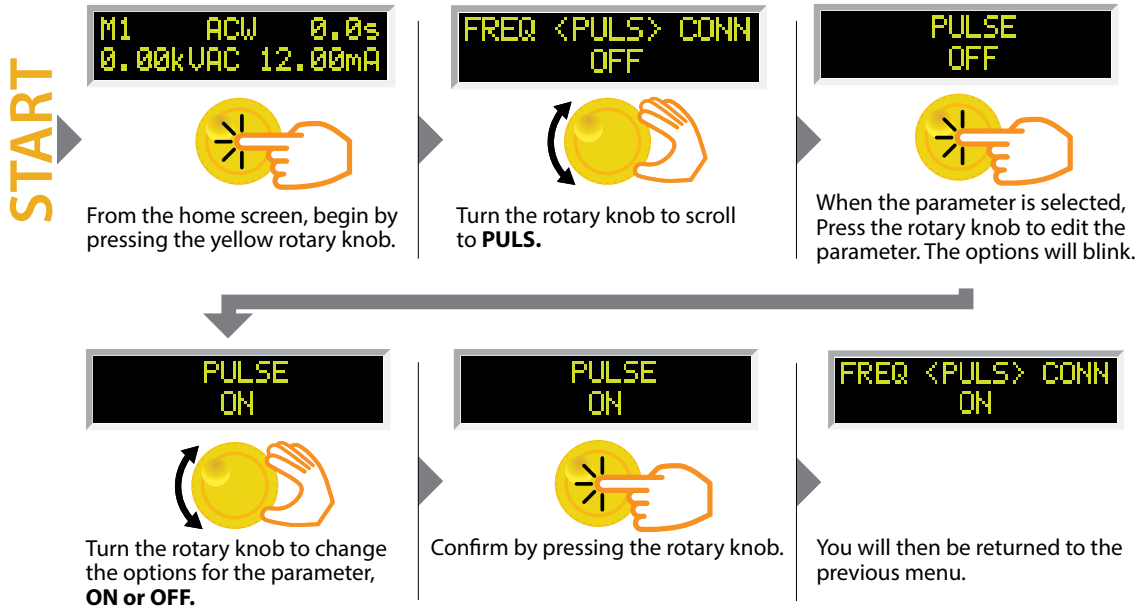 START
M1 ACW 0.0s
0.00kVAC 12.00mA
From the home screen, begin by
pressing the yellow rotary knob.
FREQ <PULS> CONN
OFF
Turn the rotary knob to scroll
to PULS.
PULSE
OFF
When the parameter is selected,
Press the rotary knob to edit the
parameter. The options will blink.
PULSE
ON
Turn the rotary knob to change
the options for the parameter,
ON or OFF.
PULSE
ON
Confirm by pressing the rotary knob.
FREQ <PULS> CONN
ON
You will then be returned to the
previous menu.